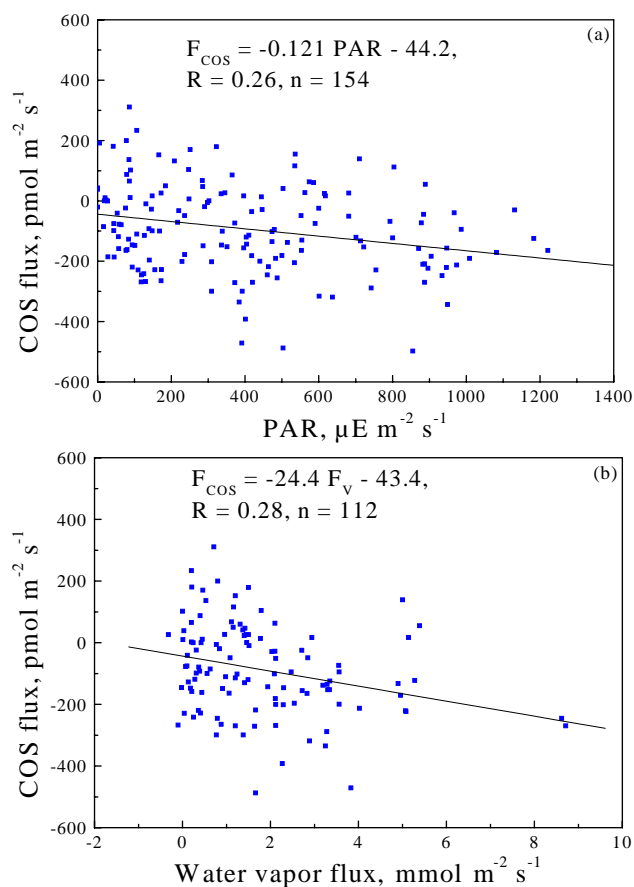 (a)
F_COS = -0.121 PAR - 44.2,
R = 0.26, n = 154
600
400
200
0
-200
-400
-600
COS flux, pmol m⁻² s⁻¹
0 200 400 600 800 1000 1200 1400
PAR, µE m⁻² s⁻¹
(b)
F_COS = -24.4 F_V - 43.4,
R = 0.28, n = 112
600
400
200
0
-200
-400
-600
COS flux, pmol m⁻² s⁻¹
-2 0 2 4 6 8 10
Water vapor flux, mmol m⁻² s⁻¹